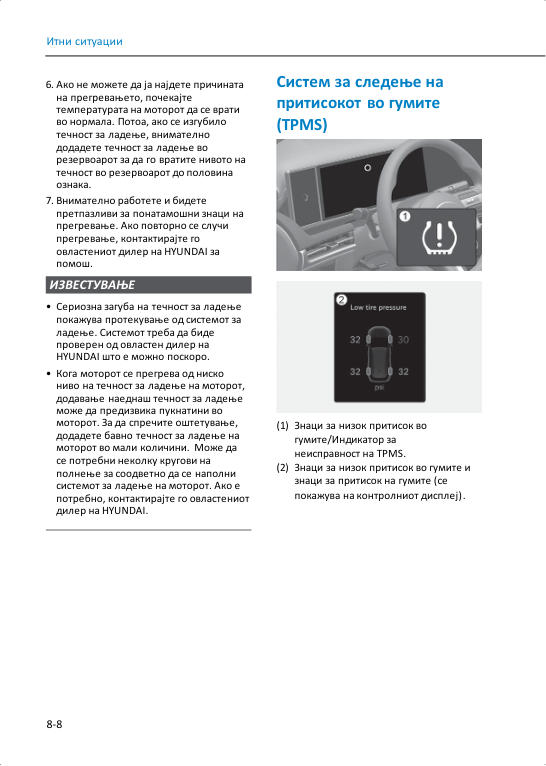 Итни ситуации
6. Ако не можете да ја најдете причината
на прегревањето, почекајте
температурата на моторот да се врати
во нормала. Потоа, ако се изгубило
течност за ладење, внимателно
додадете течност за ладење во
резервоарот за да го вратите нивото на
течност во резервоарот до половина
ознака.
7. Внимателно работете и бидете
претпазливи за понатамошни знаци на
прегревање. Ако повторно се случи
прегревање, контактирајте го
овластениот дилер на HYUNDAI за
помош.
ИЗВЕСТУВАЊЕ
• Сериозна загуба на течност за ладење
покажува протекување од системот за
ладење. Системот треба да биде
проверен од овластен дилер на
HYUNDAI што е можно поскоро.
• Кога моторот се прегрева од ниско
ниво на течност за ладење на моторот,
додавање наеднаш течност за ладење
може да предизвика пукнатини во
моторот. За да спречите оштетување,
додадете бавно течност за ладење на
моторот во мали количини. Може да
се потребни неколку кругови на
полнење за соодветно да се наполни
системот за ладење на моторот. Ако е
потребно, контактирајте го овластениот
дилер на HYUNDAI.
Систем за следење на
притисокот во гумите
(TPMS)
1
2
Low tire pressure
32 30
32 32
psi
(1) Знаци за низок притисок во
гумите/Индикатор за
неисправност на TPMS.
(2) Знаци за низок притисок во гумите и
знаци за притисок на гумите (се
покажува на контролниот дисплеј).
8-8